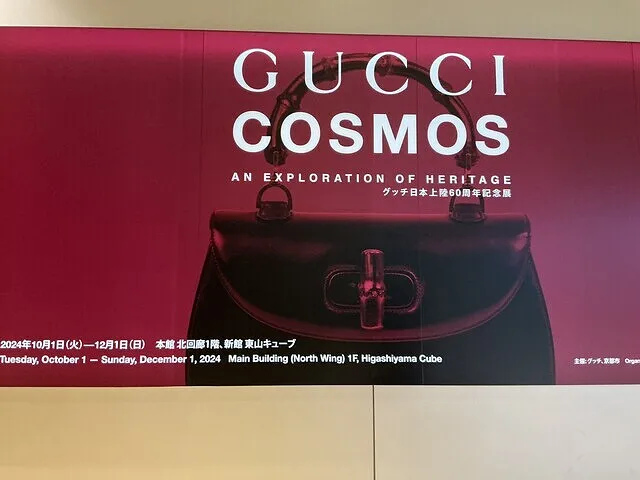 GUCCI
COSMOS
AN EXPLORATION OF HERITAGE
グッチ日本上陸60周年記念展
2024年10月1日(火)—12月1日(日) 本館 北回廊1階、新館 東山キューブ
Tuesday, October 1 — Sunday, December 1, 2024 Main Building (North Wing) 1F, Higashiyama Cube
主催:グッチ、京都市 Organ